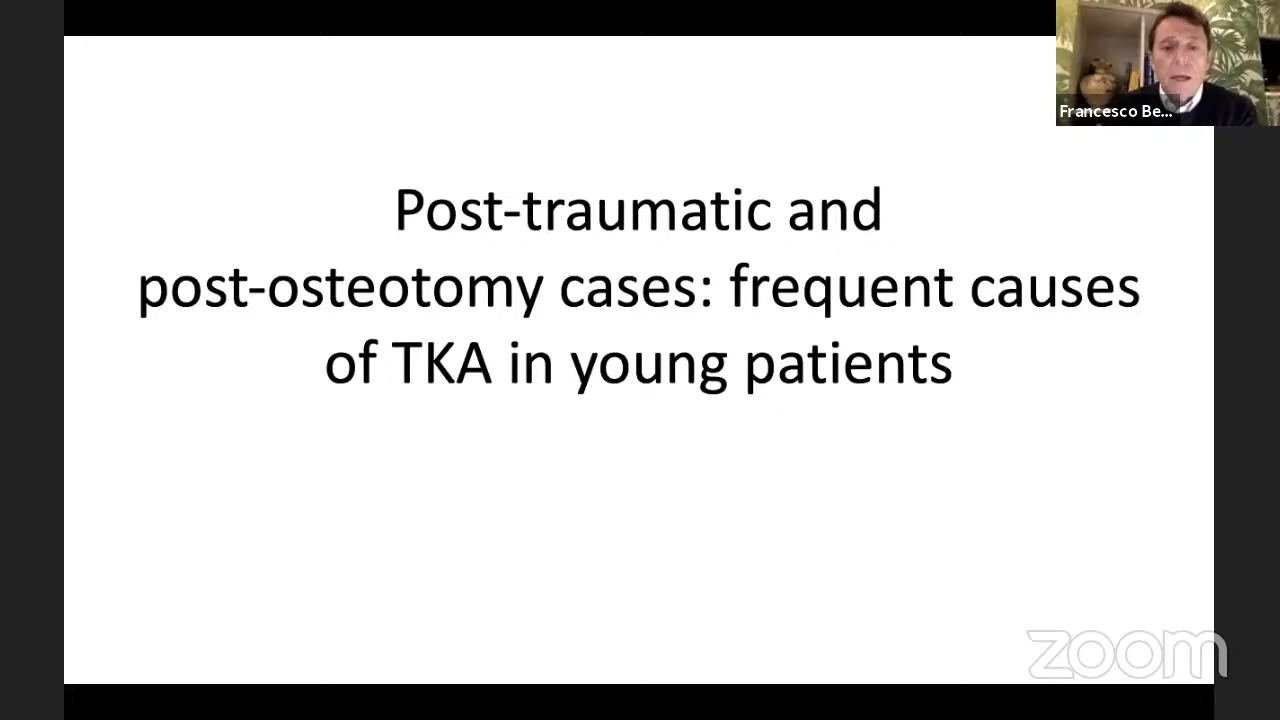 Francesco Be...
Post-traumatic and
post-osteotomy cases: frequent causes
of TKA in young patients
zoom